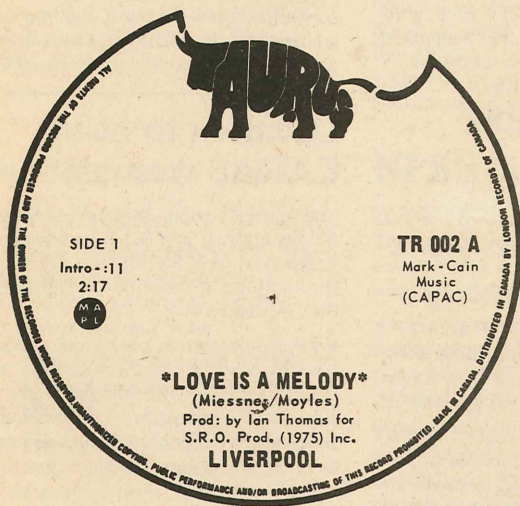 TAURUS
ALL RIGHTS OF THE RECORD PRODUCER AND OF THE OWNER OF THE RECORDED WORK RESERVED. UNAUTHORIZED COPYING, PUBLIC PERFORMANCE AND/OR BROADCASTING OF THIS RECORD PROHIBITED. MADE IN CANADA. DISTRIBUTED IN CANADA BY LONDON RECORDS OF CANADA
SIDE 1
Intro - :11
2:17
MA
PL
TR 002 A
Mark - Cain
Music
(CAPAC)
*LOVE IS A MELODY*
(Miessner/Moyles)
Prod: by Ian Thomas for
S.R.O. Prod. (1975) Inc.
LIVERPOOL